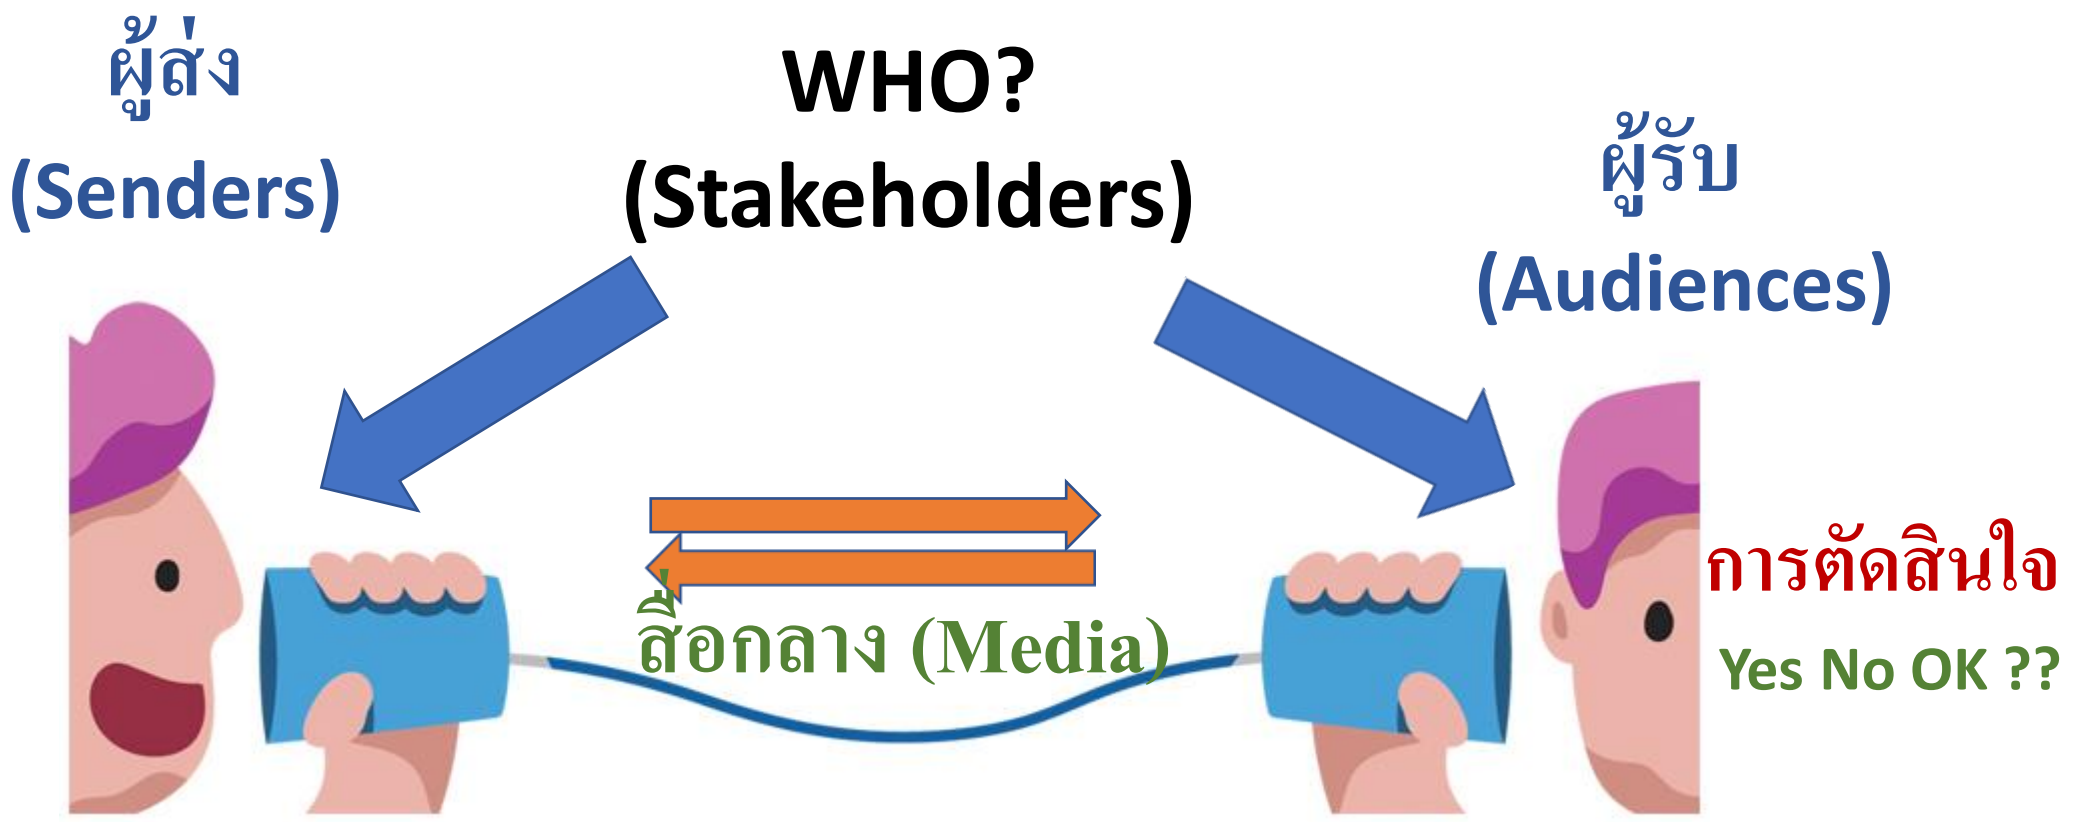 ผู้ส่ง
(Senders)
WHO?
(Stakeholders)
ผู้รับ
(Audiences)
สื่อกลาง (Media)
การตัดสินใจ
Yes No OK ??